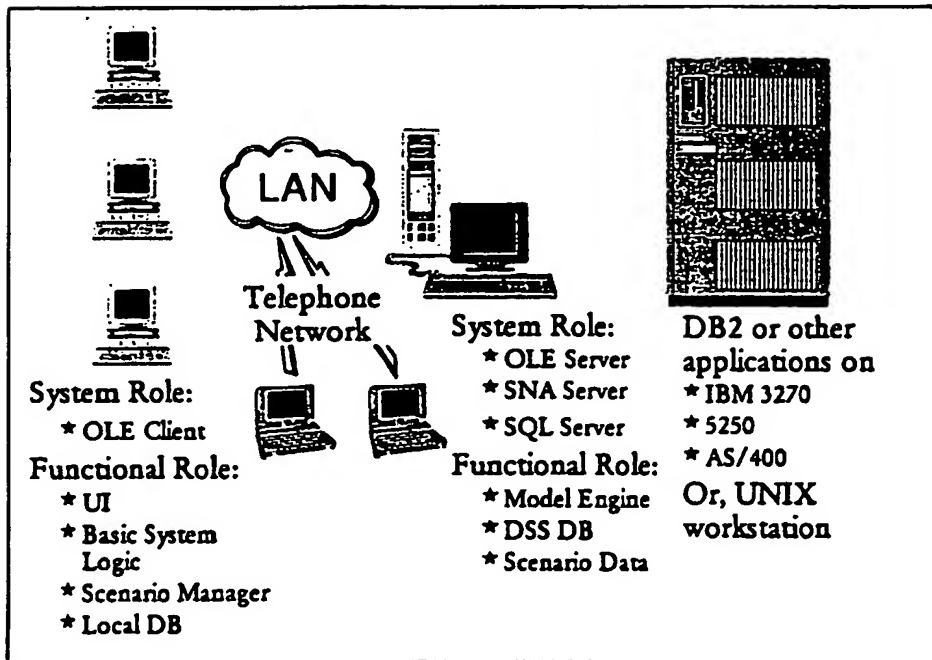 LAN
Telephone
Network
System Role:
* OLE Client
Functional Role:
* UI
* Basic System
Logic
* Scenario Manager
* Local DB
System Role:
* OLE Server
* SNA Server
* SQL Server
Functional Role:
* Model Engine
* DSS DB
* Scenario Data
DB2 or other
applications on
* IBM 3270
* 5250
* AS/400
Or, UNIX
workstation